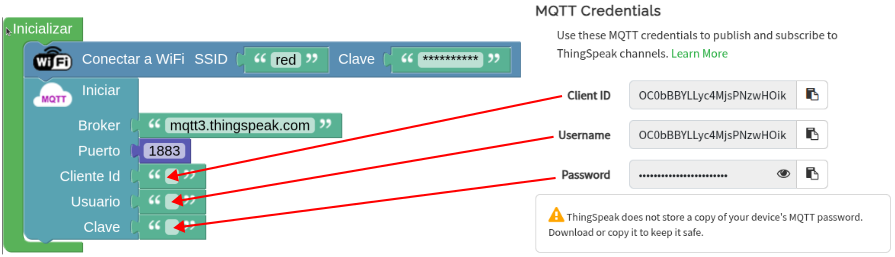 Inicializar
WiFi Conectar a WiFi SSID “ red ” Clave “ ********** ”
MQTT Iniciar
Broker “ mqtt3.thingspeak.com ”
Puerto 1883
Cliente Id “ ”
Usuario “ ”
Clave “ ”
MQTT Credentials
Use these MQTT credentials to publish and subscribe to
ThingSpeak channels. Learn More
Client ID OC0bBBYLLyc4MjsPNzwHOik
Username OC0bBBYLLyc4MjsPNzwHOik
Password ••••••••••••••••••••••••
ThingSpeak does not store a copy of your device's MQTT password.
Download or copy it to keep it safe.